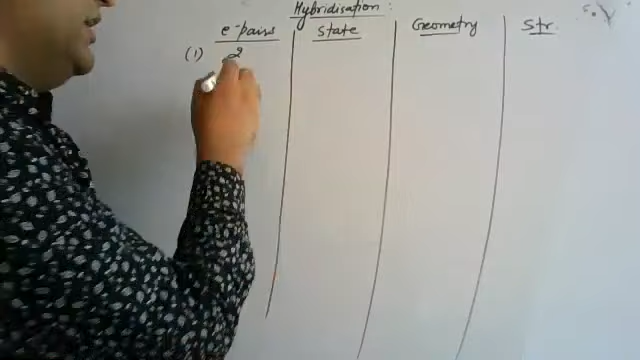 Hybridisation :
e⁻pairs State Geometry Str.
(1) 2